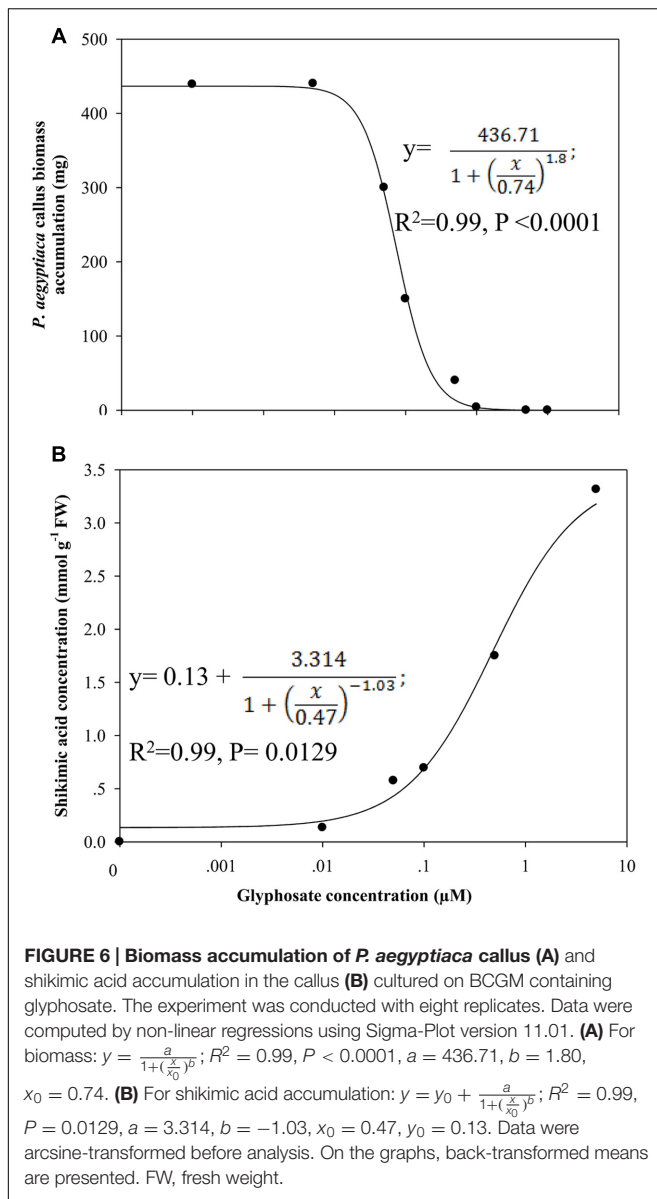 A
500
400
300
200
100
0
P. aegyptiaca callus biomass
accumulation (mg)
y= 436.71 / 1 + (x / 0.74)^1.8 ;
R²=0.99, P <0.0001
B
3.5
3.0
2.5
2.0
1.5
1.0
.5
0.0
Shikimic acid concentration (mmol g⁻¹ FW)
y= 0.13 + 3.314 / 1 + (x / 0.47)^−1.03 ;
R²=0.99, P= 0.0129
0 .001 .01 .1 1 10
Glyphosate concentration (µM)
FIGURE 6 | Biomass accumulation of P. aegyptiaca callus (A) and
shikimic acid accumulation in the callus (B) cultured on BCGM containing
glyphosate. The experiment was conducted with eight replicates. Data were
computed by non-linear regressions using Sigma-Plot version 11.01. (A) For
biomass: y = a / 1+(x/x₀)^b ; R² = 0.99, P < 0.0001, a = 436.71, b = 1.80,
x₀ = 0.74. (B) For shikimic acid accumulation: y = y₀ + a / 1+(x/x₀)^b ; R² = 0.99,
P = 0.0129, a = 3.314, b = −1.03, x₀ = 0.47, y₀ = 0.13. Data were
arcsine-transformed before analysis. On the graphs, back-transformed means
are presented. FW, fresh weight.